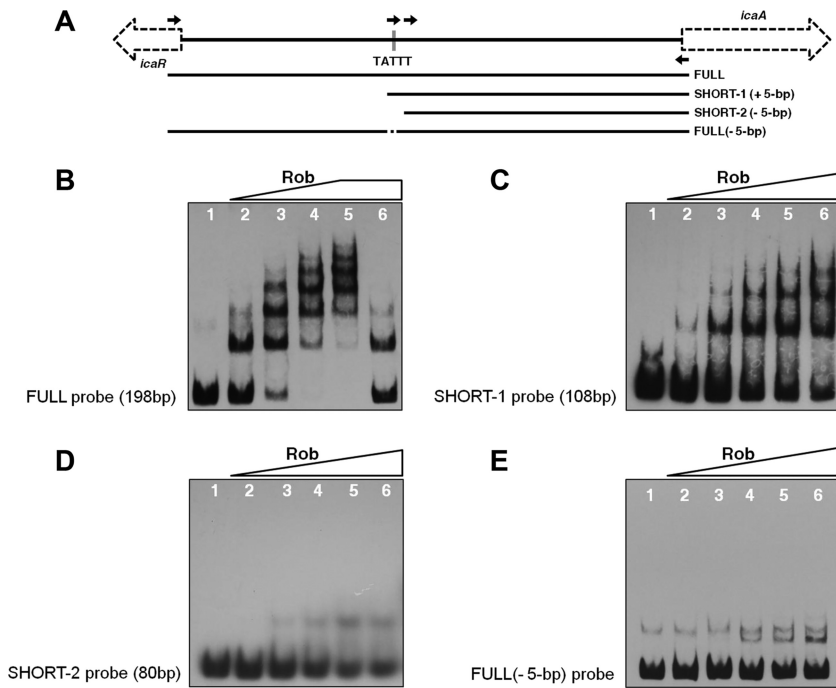 A
icaA
icaR
TATTT
FULL
SHORT-1 (+ 5-bp)
SHORT-2 (- 5-bp)
FULL(- 5-bp)
B
Rob
1 2 3 4 5 6
FULL probe (198bp)
C
Rob
1 2 3 4 5 6
SHORT-1 probe (108bp)
D
Rob
1 2 3 4 5 6
SHORT-2 probe (80bp)
E
Rob
1 2 3 4 5 6
FULL(- 5-bp) probe